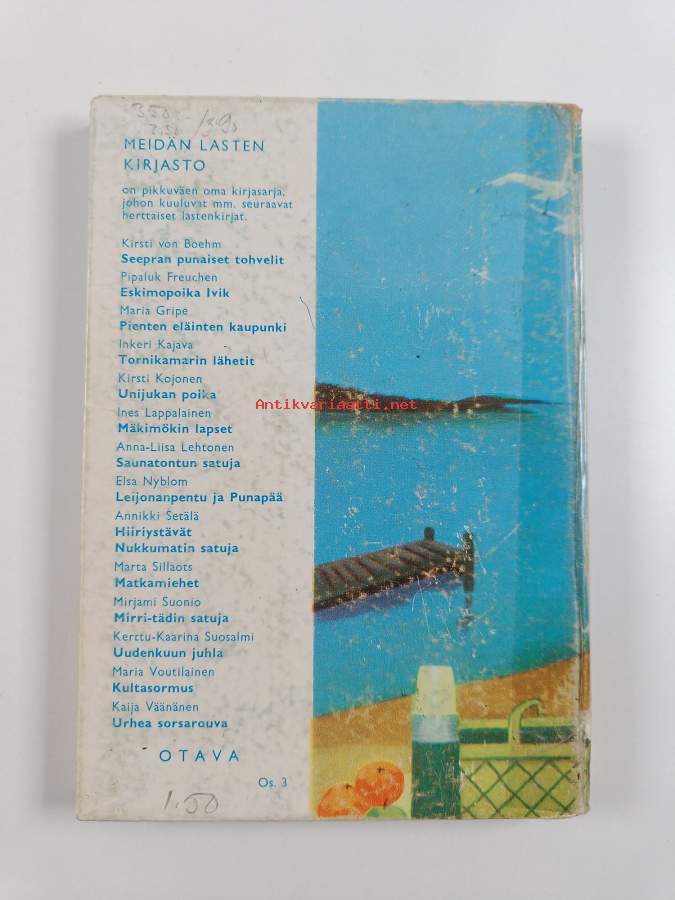 350
3.50 /390
MEIDÄN LASTEN
KIRJASTO
on pikkuväen oma kirjasarja,
johon kuuluvat mm. seuraavat
herttaiset lastenkirjat.
Kirsti von Boehm
Seepran punaiset tohvelit
Pipaluk Freuchen
Eskimopoika Ivik
Maria Gripe
Pienten eläinten kaupunki
Inkeri Kajava
Tornikamarin lähetit
Kirsti Kojonen
Unijukan poika
Antikvariaatti.net
Ines Lappalainen
Mäkimökin lapset
Anna-Liisa Lehtonen
Saunatontun satuja
Elsa Nyblom
Leijonanpentu ja Punapää
Annikki Setälä
Hiiriystävät
Nukkumatin satuja
Marta Sillaots
Matkamiehet
Mirjami Suonio
Mirri-tädin satuja
Kerttu-Kaarina Suosalmi
Uudenkuun juhla
Maria Voutilainen
Kultasormus
Kaija Väänänen
Urhea sorsarouva
OTAVA
Os. 3
1.50